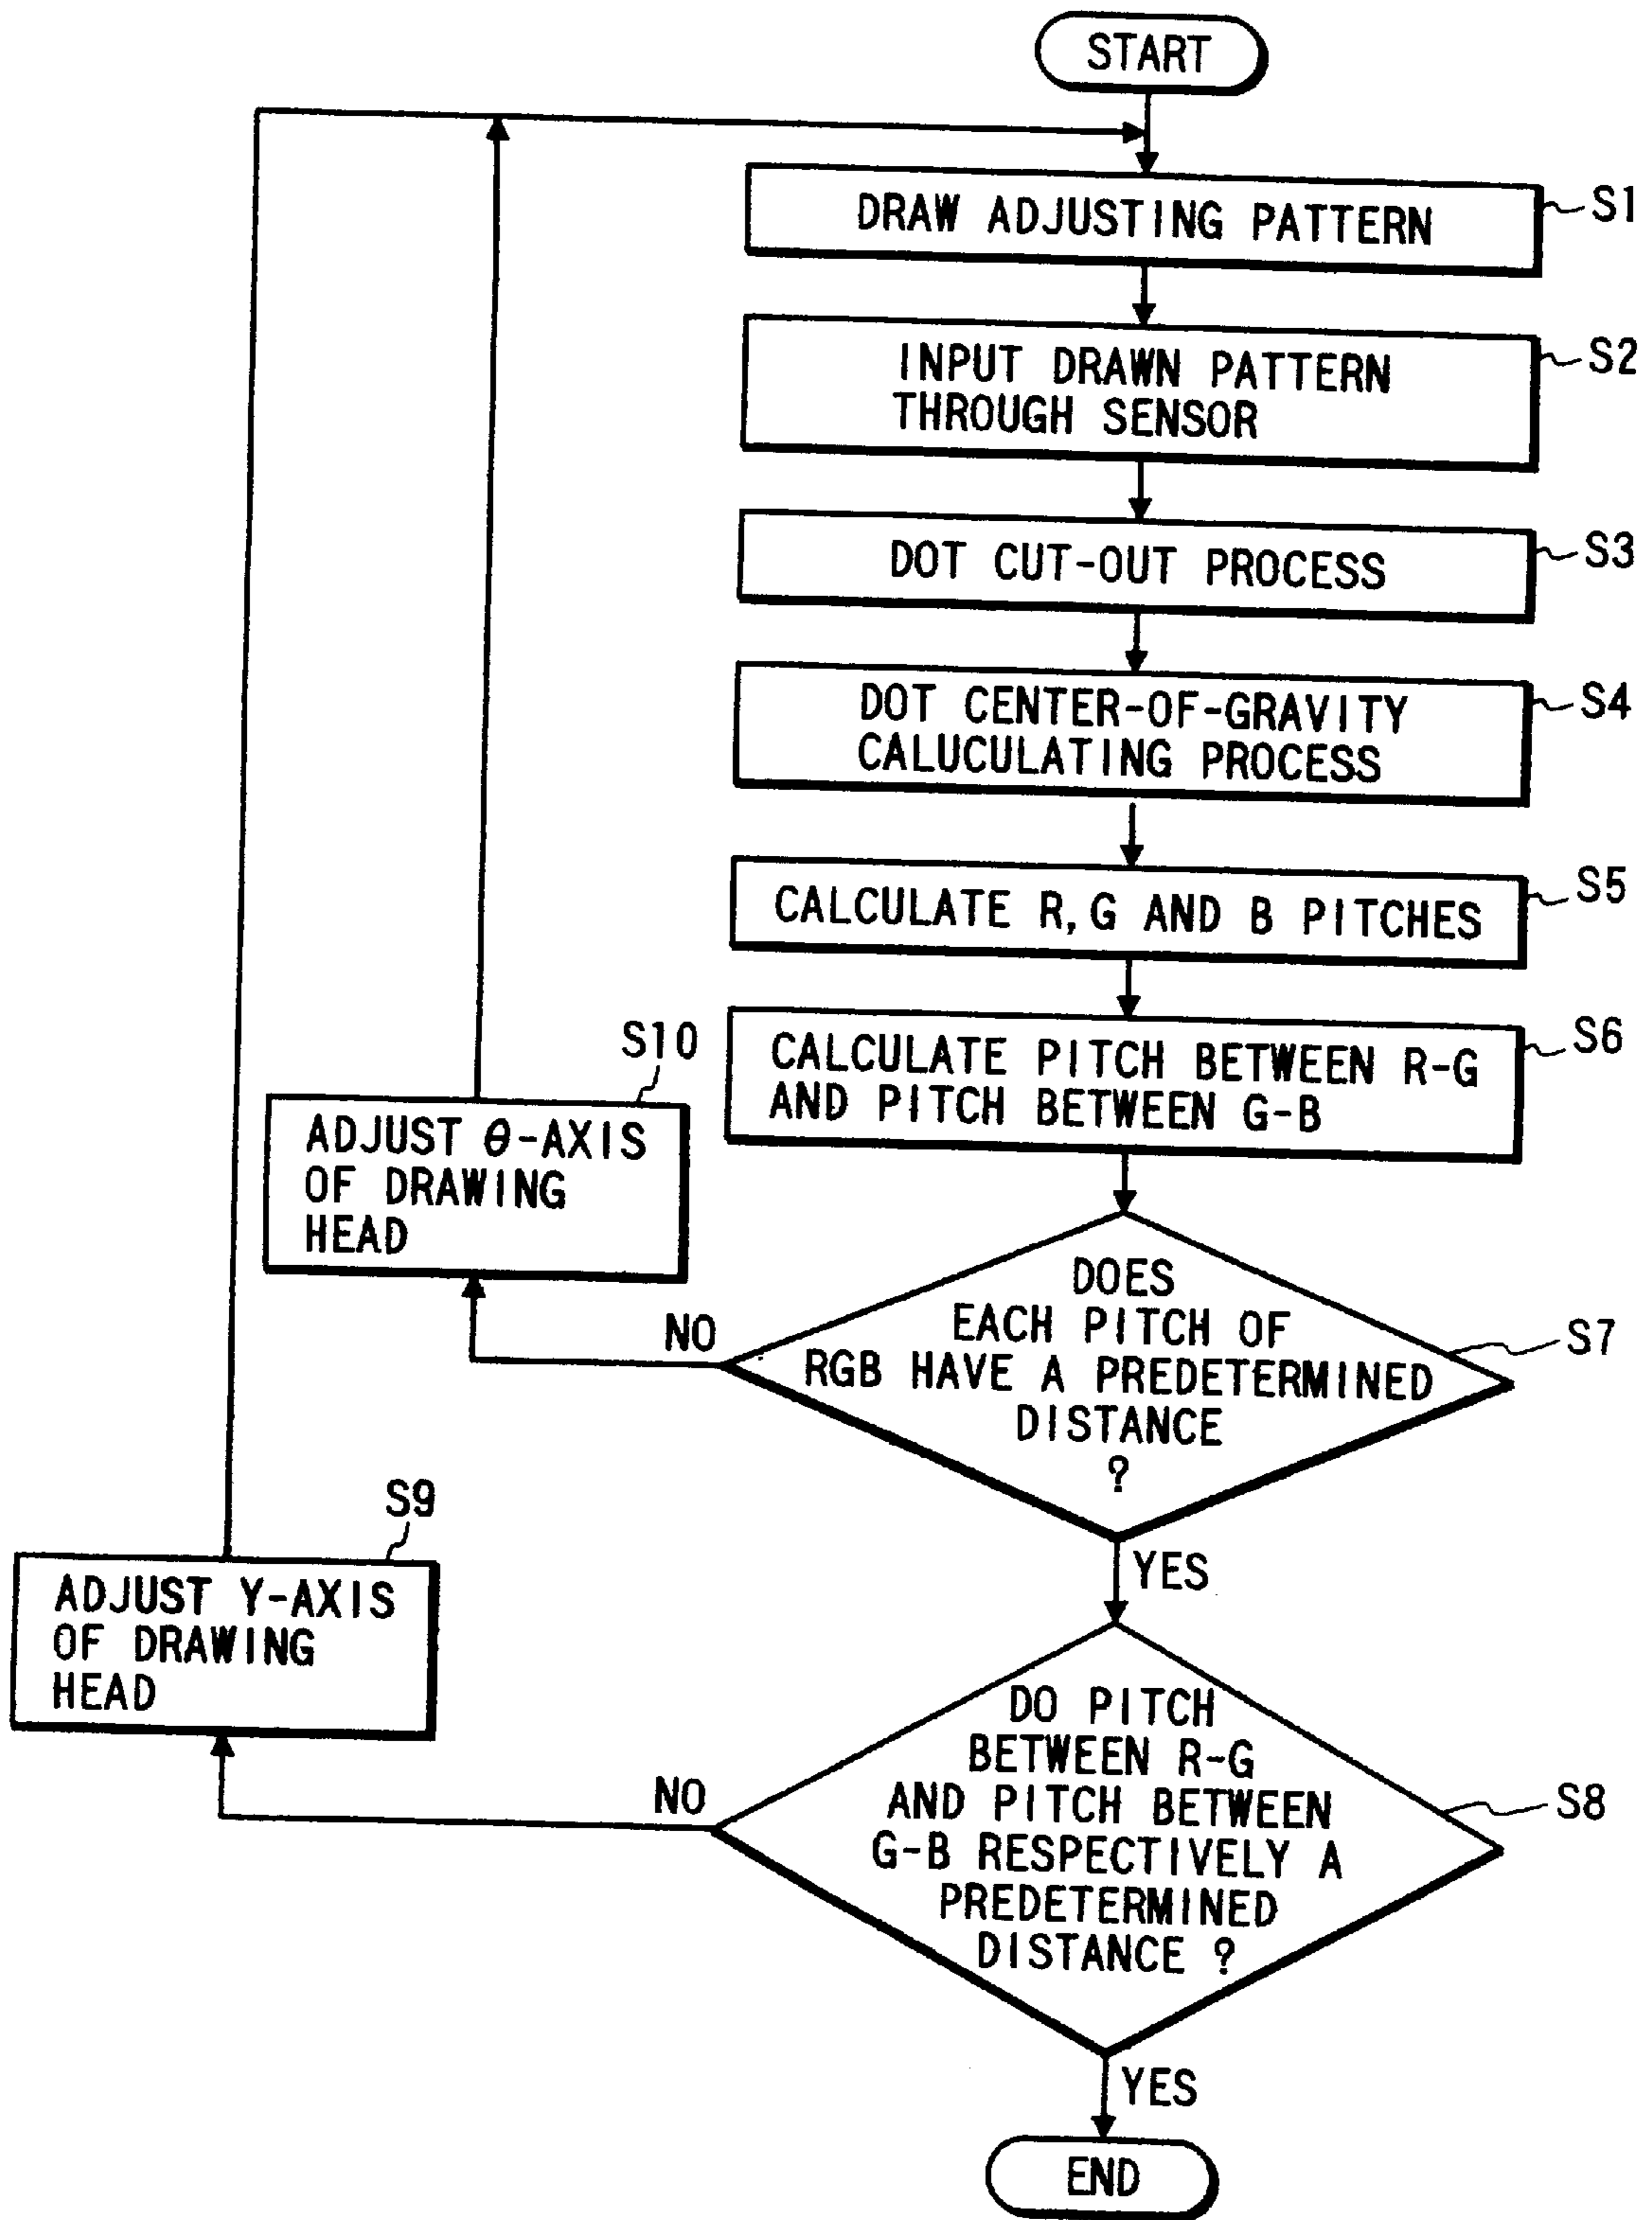 START
DRAW ADJUSTING PATTERN
S1
INPUT DRAWN PATTERN
THROUGH SENSOR
S2
DOT CUT-OUT PROCESS
S3
DOT CENTER-OF-GRAVITY
CALUCULATING PROCESS
S4
CALCULATE R,G AND B PITCHES
S5
CALCULATE PITCH BETWEEN R-G
AND PITCH BETWEEN G-B
S6
S10
ADJUST θ-AXIS
OF DRAWING
HEAD
NO
DOES
EACH PITCH OF
RGB HAVE A PREDETERMINED
DISTANCE
?
S7
YES
S9
ADJUST Y-AXIS
OF DRAWING
HEAD
NO
DO PITCH
BETWEEN R-G
AND PITCH BETWEEN
G-B RESPECTIVELY A
PREDETERMINED
DISTANCE ?
S8
YES
END